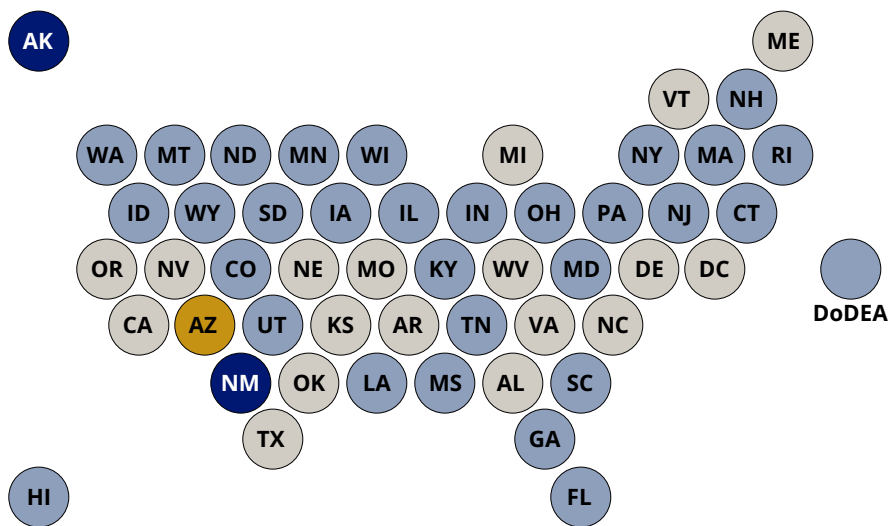 AK ME
VT NH
WA MT ND MN WI MI NY MA RI
ID WY SD IA IL IN OH PA NJ CT
OR NV CO NE MO KY WV MD DE DC
DoDEA
CA AZ UT KS AR TN VA NC
NM OK LA MS AL SC
TX GA
HI FL